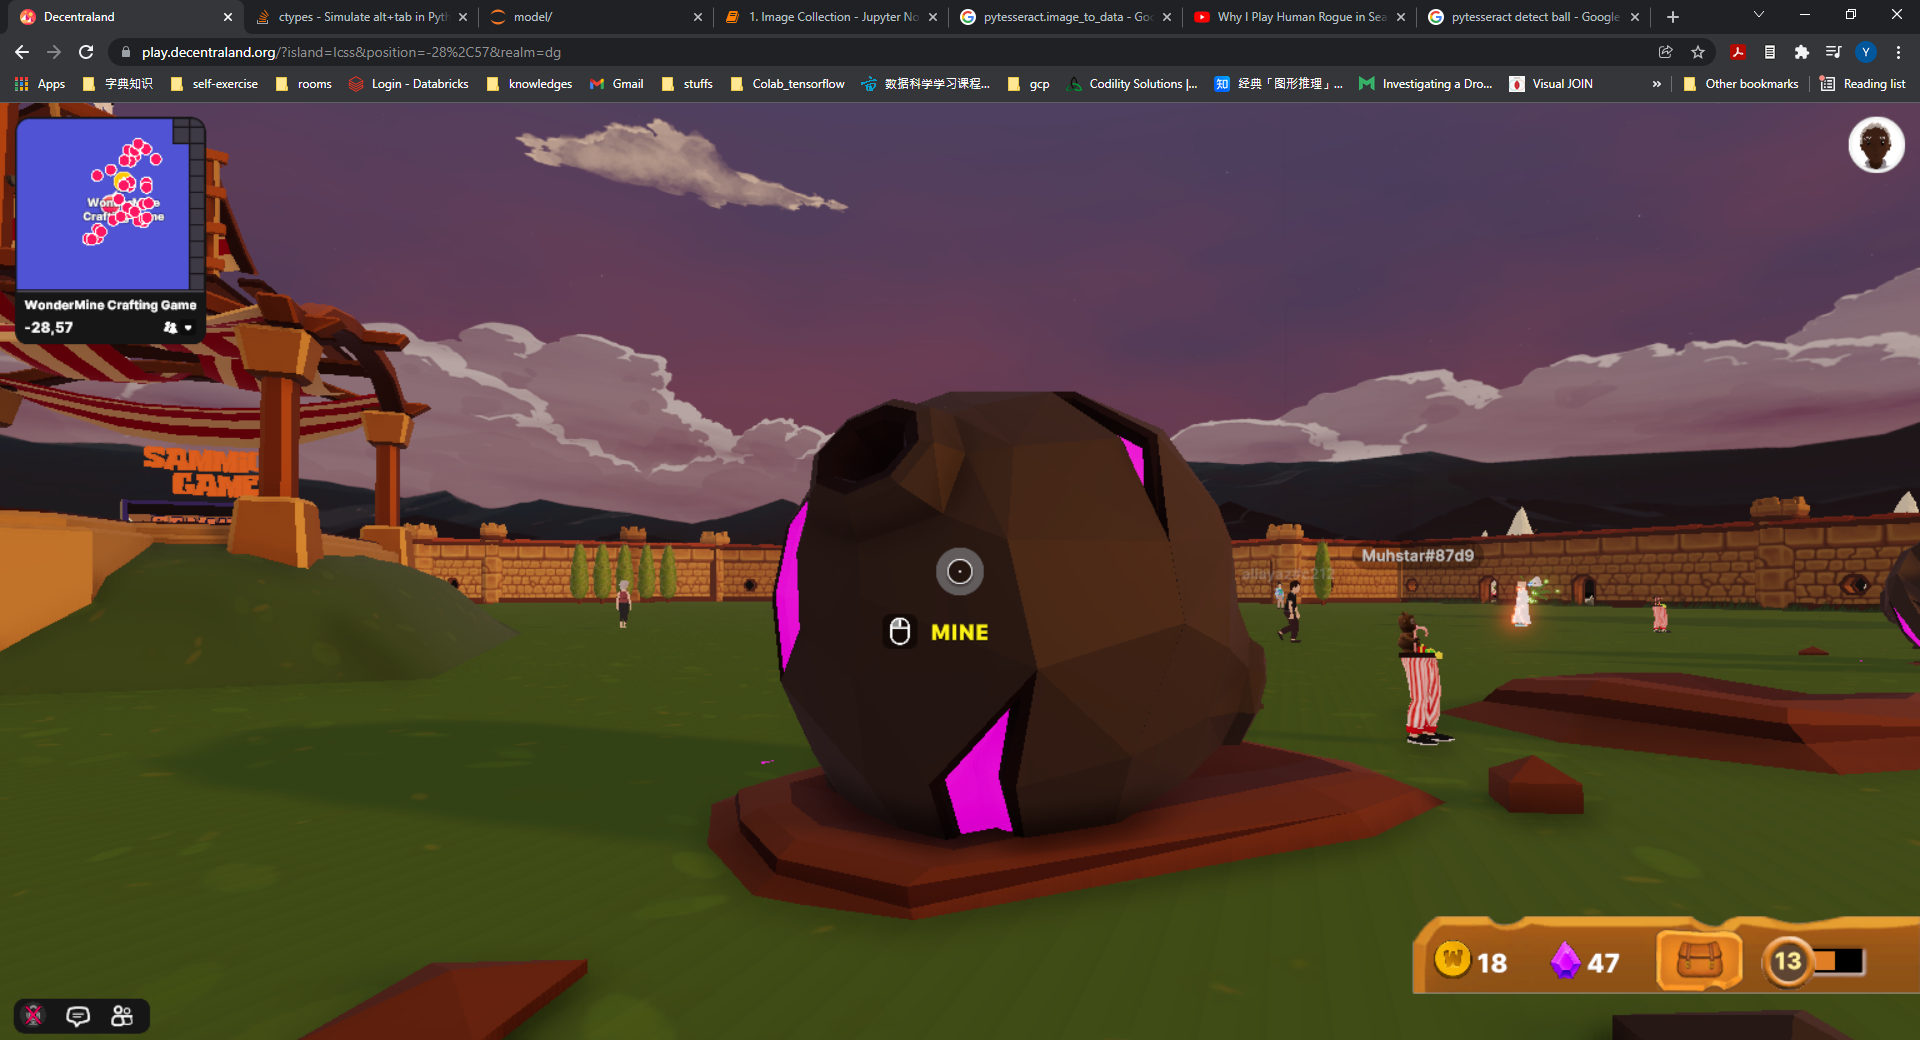 Decentraland
ctypes - Simulate alt+tab in Pyth
model/
1. Image Collection - Jupyter No
pytesseract.image_to_data - Goo
Why I Play Human Rogue in Sea
pytesseract detect ball - Google
play.decentraland.org/?island=Icss&position=-28%2C57&realm=dg
Y
Apps
字典知识
self-exercise
rooms
Login - Databricks
knowledges
Gmail
stuffs
Colab_tensorflow
数据科学学习课程...
gcp
Codility Solutions |...
知
经典「图形推理」...
Investigating a Dro...
Visual JOIN
»
Other bookmarks
Reading list
WonderMine Crafting Game
-28,57
SAMMIE
GAME
Muhstar#87d9
MINE
W 18
47
13